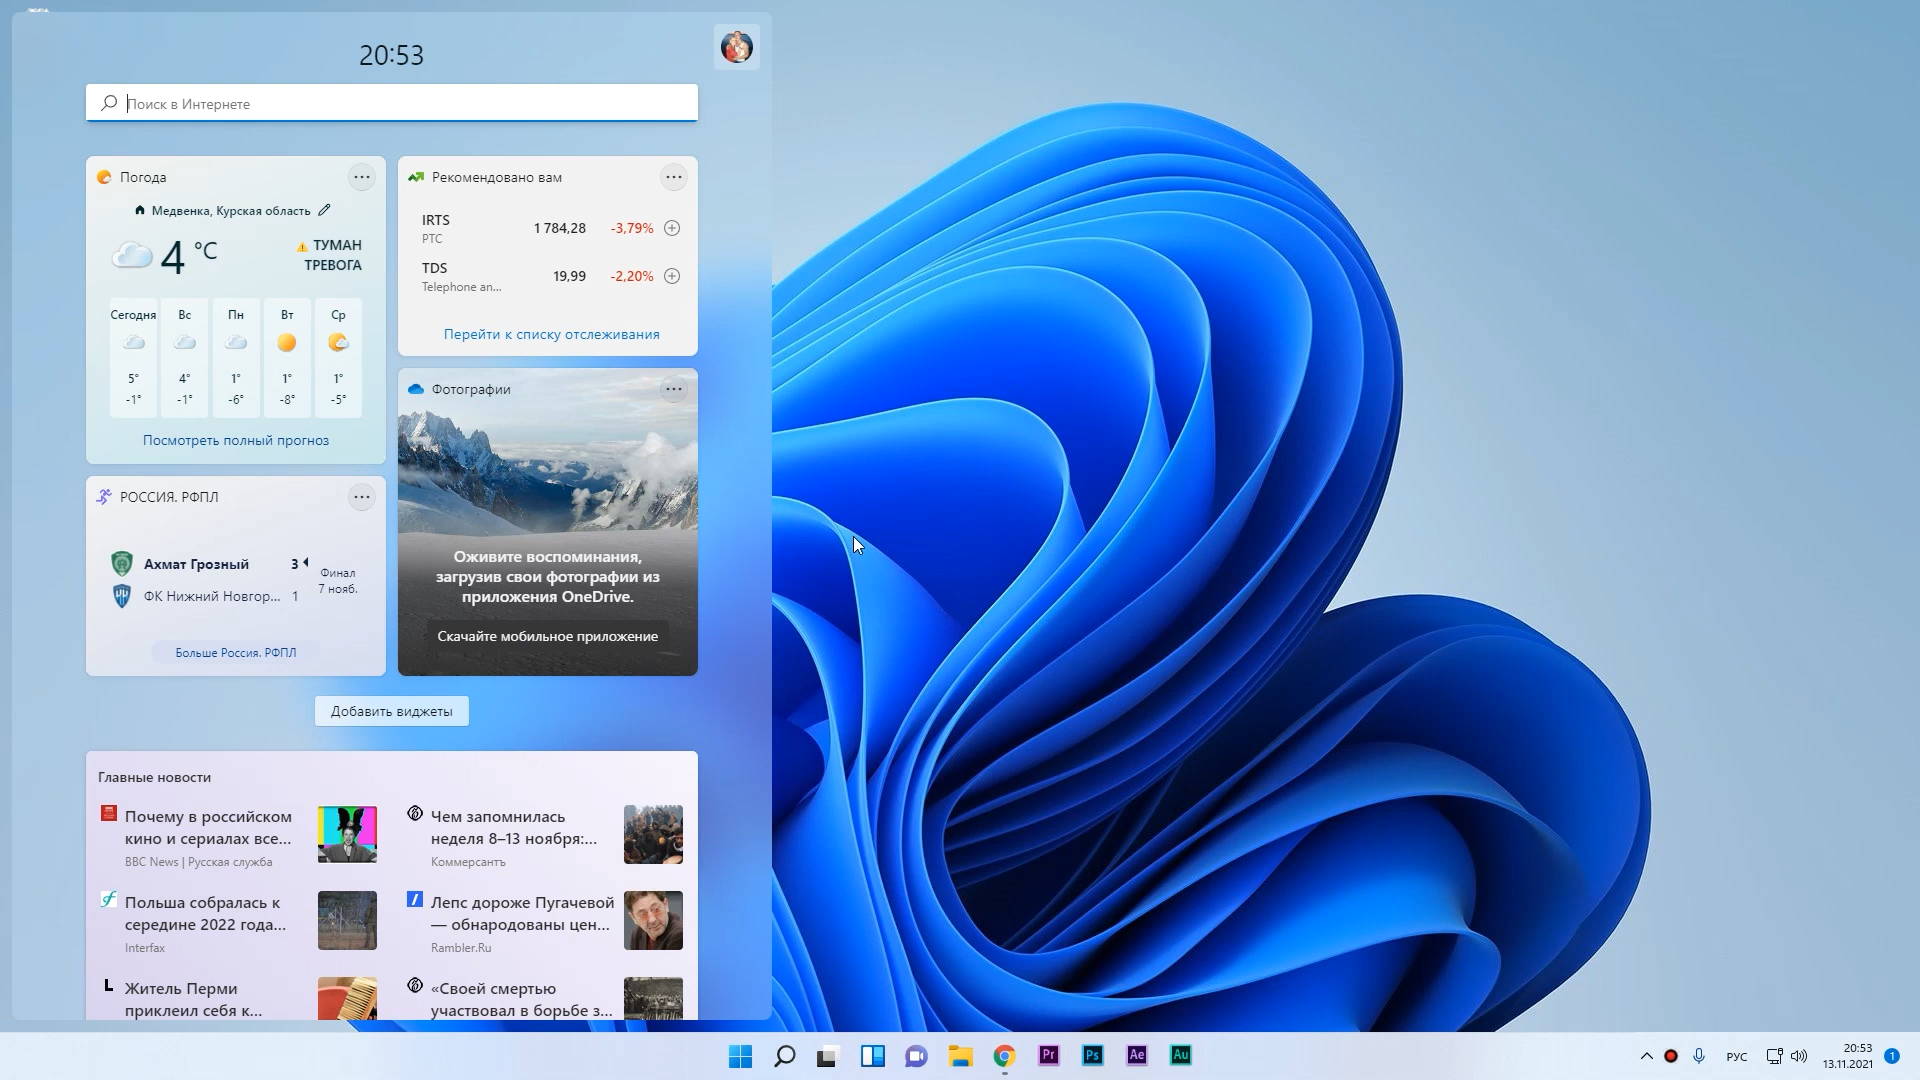 20:53
Поиск в Интернете
Погода
Медвенка, Курская область
4 °C
ТУМАН
ТРЕВОГА
Сегодня
5°
-1°
Вс
4°
-1°
Пн
1°
-6°
Вт
1°
-8°
Ср
1°
-5°
Посмотреть полный прогноз
Рекомендовано вам
IRTS 1 784,28 -3,79%
РТС
TDS 19,99 -2,20%
Telephone an...
Перейти к списку отслеживания
Фотографии
Оживите воспоминания,
загрузив свои фотографии из
приложения OneDrive.
Скачайте мобильное приложение
РОССИЯ. РФПЛ
Ахмат Грозный 3
ФК Нижний Новгор... 1
Финал
7 нояб.
Больше Россия. РФПЛ
Добавить виджеты
Главные новости
Почему в российском
кино и сериалах все...
BBC News | Русская служба
Чем запомнилась
неделя 8–13 ноября:...
Коммерсантъ
Польша собралась к
середине 2022 года...
Interfax
Лепс дороже Пугачевой
— обнародованы цен...
Rambler.Ru
Житель Перми
приклеил себя к...
«Своей смертью
участвовал в борьбе з...
Pr
Ps
Ae
Au
РУС
20:53
13.11.2021
1